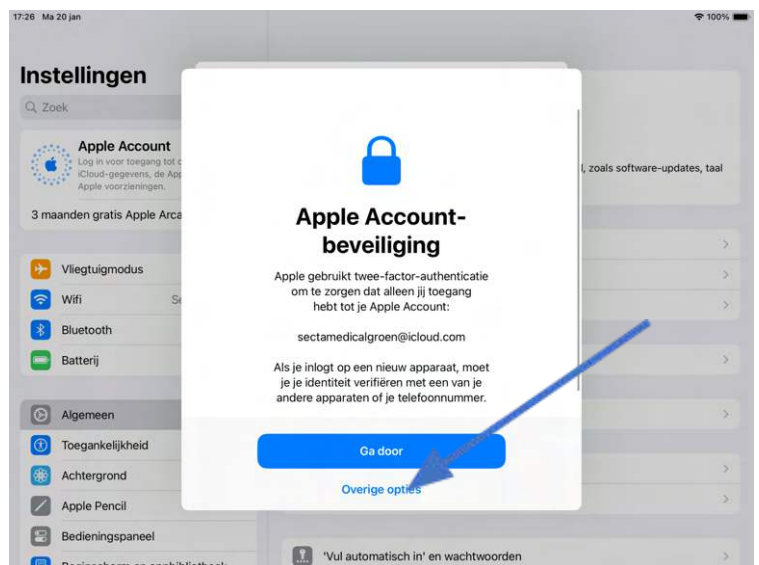 17:26 Ma 20 jan
100%
Instellingen
Zoek
Apple Account
Log in voor toegang tot
iCloud-gegevens, de App
Apple voorzieningen.
3 maanden gratis Apple Arca
Vliegtuigmodus
Wifi
Bluetooth
Batterij
Algemeen
Toegankelijkheid
Achtergrond
Apple Pencil
Bedieningspaneel
Apple Account-
beveiliging
Apple gebruikt twee-factor-authenticatie
om te zorgen dat alleen jij toegang
hebt tot je Apple Account:
sectamedicalgroen@icloud.com
Als je inlogt op een nieuw apparaat, moet
je je identiteit verifiëren met een van je
andere apparaten of je telefoonnummer.
Ga door
Overige opties
l, zoals software-updates, taal
'Vul automatisch in' en wachtwoorden